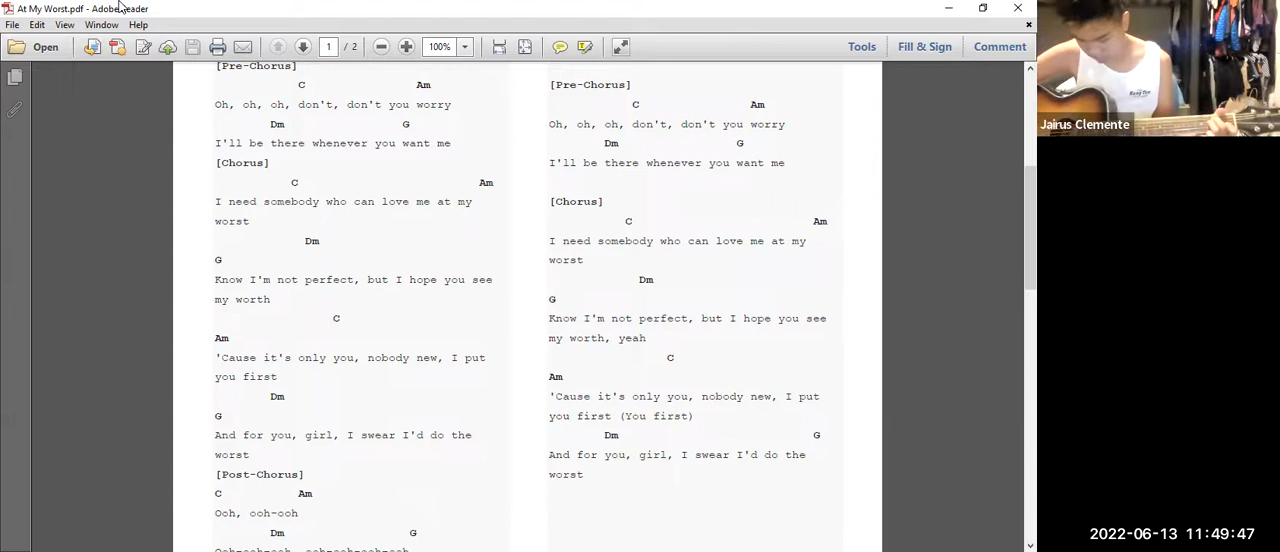 At My Worst.pdf - Adobe Reader
File Edit View Window Help
Open 1 / 2 100% Tools Fill & Sign Comment
[Pre-Chorus]
C Am
Oh, oh, oh, don't, don't you worry
Dm G
I'll be there whenever you want me
[Chorus]
C Am
I need somebody who can love me at my
worst
Dm
G
Know I'm not perfect, but I hope you see
my worth
C
Am
'Cause it's only you, nobody new, I put
you first
Dm
G
And for you, girl, I swear I'd do the
worst
[Post-Chorus]
C Am
Ooh, ooh-ooh
Dm G
Ooh-ooh-ooh, ooh-ooh-ooh-ooh
[Pre-Chorus]
C Am
Oh, oh, oh, don't, don't you worry
Dm G
I'll be there whenever you want me
[Chorus]
C Am
I need somebody who can love me at my
worst
Dm
G
Know I'm not perfect, but I hope you see
my worth, yeah
C
Am
'Cause it's only you, nobody new, I put
you first (You first)
Dm G
And for you, girl, I swear I'd do the
worst
Jairus Clemente
2022-06-13 11:49:47